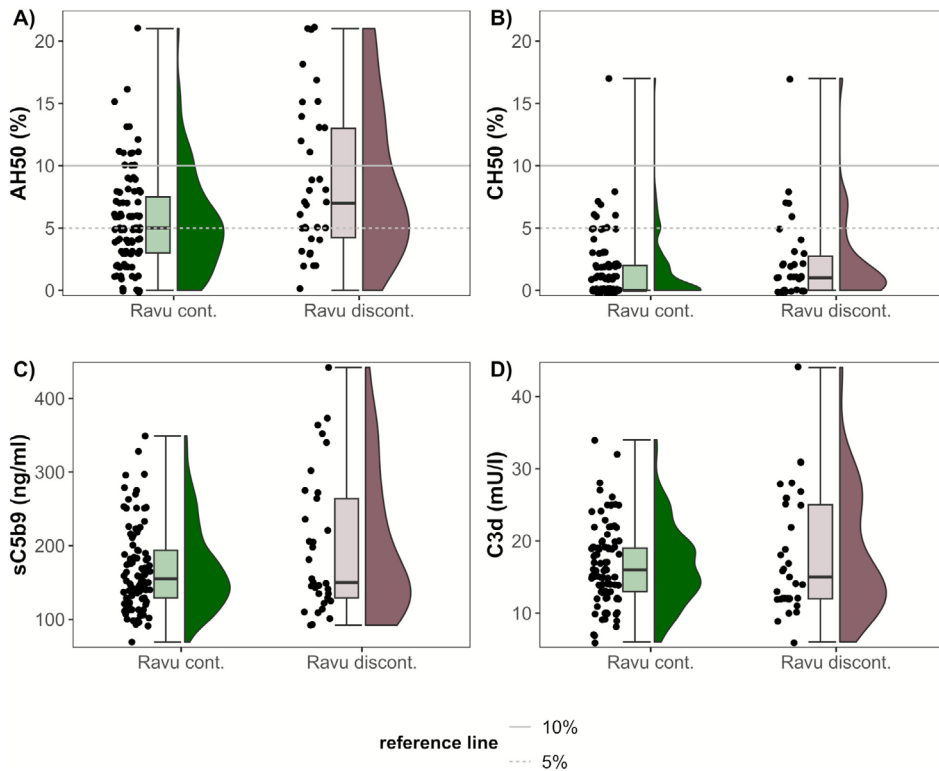 A)
AH50 (%)
20
15
10
5
0
Ravu cont.
Ravu discont.
B)
CH50 (%)
20
15
10
5
0
Ravu cont.
Ravu discont.
C)
sC5b9 (ng/ml)
400
300
200
100
Ravu cont.
Ravu discont.
D)
C3d (mU/l)
40
30
20
10
Ravu cont.
Ravu discont.
reference line
10%
5%